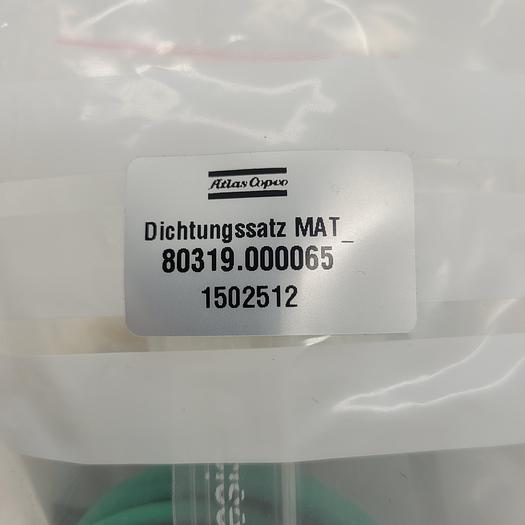 Atlas Copco
Dichtungssatz MAT_
80319.000065
1502512